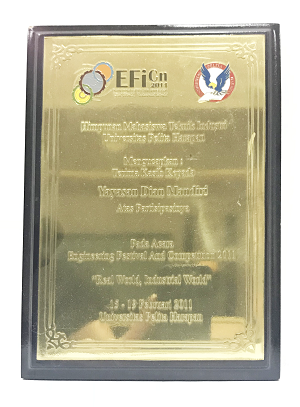 EFiCn
2011
Himpunan Mahasiswa Teknik Industri
Universitas Pelita Harapan
Mengucapkan :
Terima Kasih Kepada
Yayasan Dian Mandiri
Atas Partisipasinya
Pada Acara
Engineering Festival And Competition 2011
"Real World, Industrial World"
15 - 19 Februari 2011
Universitas Pelita Harapan